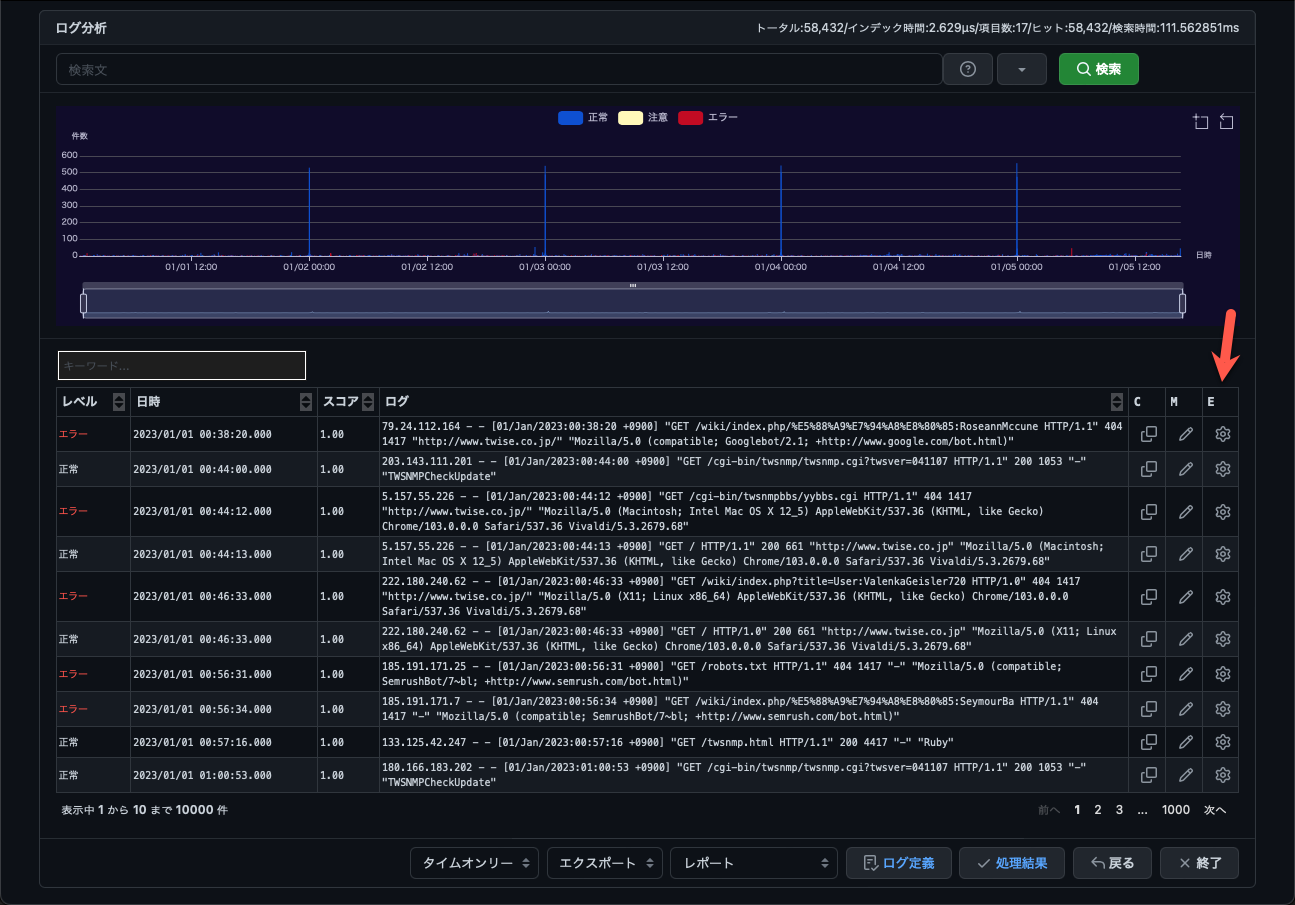 ログ分析
トータル:58,432/インデック時間:2.629µs/項目数:17/ヒット:58,432/検索時間:111.562851ms
検索文
検索
正常 注意 エラー
件数
600
500
400
300
200
100
0
日時
01/01 12:00 01/02 00:00 01/02 12:00 01/03 00:00 01/03 12:00 01/04 00:00 01/04 12:00 01/05 00:00 01/05 12:00
キーワード...
レベル 日時 スコア ログ C M E
エラー 2023/01/01 00:38:20.000 1.00 79.24.112.164 - - [01/Jan/2023:00:38:20 +0900] "GET /wiki/index.php/%E5%88%A9%E7%94%A8%E8%80%85:RoseannMccune HTTP/1.1" 404
1417 "http://www.twise.co.jp/" "Mozilla/5.0 (compatible; Googlebot/2.1; +http://www.google.com/bot.html)"
正常 2023/01/01 00:44:00.000 1.00 203.143.111.201 - - [01/Jan/2023:00:44:00 +0900] "GET /cgi-bin/twsnmp/twsnmp.cgi?twsver=041107 HTTP/1.1" 200 1053 "-"
"TWSNMPCheckUpdate"
エラー 2023/01/01 00:44:12.000 1.00 5.157.55.226 - - [01/Jan/2023:00:44:12 +0900] "GET /cgi-bin/twsnmpbbs/yybbs.cgi HTTP/1.1" 404 1417
"http://www.twise.co.jp/" "Mozilla/5.0 (Macintosh; Intel Mac OS X 12_5) AppleWebKit/537.36 (KHTML, like Gecko)
Chrome/103.0.0.0 Safari/537.36 Vivaldi/5.3.2679.68"
正常 2023/01/01 00:44:13.000 1.00 5.157.55.226 - - [01/Jan/2023:00:44:13 +0900] "GET / HTTP/1.1" 200 661 "http://www.twise.co.jp" "Mozilla/5.0 (Macintosh;
Intel Mac OS X 12_5) AppleWebKit/537.36 (KHTML, like Gecko) Chrome/103.0.0.0 Safari/537.36 Vivaldi/5.3.2679.68"
エラー 2023/01/01 00:46:33.000 1.00 222.180.240.62 - - [01/Jan/2023:00:46:33 +0900] "GET /wiki/index.php?title=User:ValenkaGeisler720 HTTP/1.0" 404 1417
"http://www.twise.co.jp/" "Mozilla/5.0 (X11; Linux x86_64) AppleWebKit/537.36 (KHTML, like Gecko) Chrome/103.0.0.0
Safari/537.36 Vivaldi/5.3.2679.68"
正常 2023/01/01 00:46:33.000 1.00 222.180.240.62 - - [01/Jan/2023:00:46:33 +0900] "GET / HTTP/1.0" 200 661 "http://www.twise.co.jp" "Mozilla/5.0 (X11; Linux
x86_64) AppleWebKit/537.36 (KHTML, like Gecko) Chrome/103.0.0.0 Safari/537.36 Vivaldi/5.3.2679.68"
エラー 2023/01/01 00:56:31.000 1.00 185.191.171.25 - - [01/Jan/2023:00:56:31 +0900] "GET /robots.txt HTTP/1.1" 404 1417 "-" "Mozilla/5.0 (compatible;
SemrushBot/7~bl; +http://www.semrush.com/bot.html)"
エラー 2023/01/01 00:56:34.000 1.00 185.191.171.7 - - [01/Jan/2023:00:56:34 +0900] "GET /wiki/index.php/%E5%88%A9%E7%94%A8%E8%80%85:SeymourBa HTTP/1.1" 404
1417 "-" "Mozilla/5.0 (compatible; SemrushBot/7~bl; +http://www.semrush.com/bot.html)"
正常 2023/01/01 00:57:16.000 1.00 133.125.42.247 - - [01/Jan/2023:00:57:16 +0900] "GET /twsnmp.html HTTP/1.1" 200 4417 "-" "Ruby"
正常 2023/01/01 01:00:53.000 1.00 180.166.183.202 - - [01/Jan/2023:01:00:53 +0900] "GET /cgi-bin/twsnmp/twsnmp.cgi?twsver=041107 HTTP/1.1" 200 1053 "-"
"TWSNMPCheckUpdate"
表示中 1 から 10 まで 10000 件 前へ 1 2 3 ... 1000 次へ
タイムオンリー エクスポート レポート ログ定義 処理結果 戻る 終了